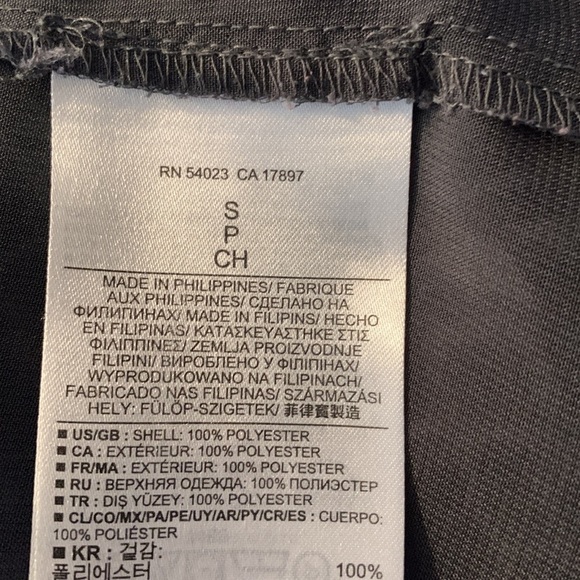 RN 54023 CA 17897
S
P
CH
MADE IN PHILIPPINES/ FABRIQUE
AUX PHILIPPINES/ СДЕЛАНО НА
ФИЛИПИНАХ/ MADE IN FILIPINS/ HECHO
EN FILIPINAS/ ΚΑΤΑΣΚΕΥΑΣΤΗΚΕ ΣΤΙΣ
ΦΙΛΙΠΠΙΝΕΣ/ ZEMLJA PROIZVODNJE
FILIPINI/ ВИРОБЛЕНО У ФІЛІПІНАХ/
WYPRODUKOWANO NA FILIPINACH/
FABRICADO NAS FILIPINAS/ SZÁRMAZÁSI
HELY: FÜLÖP-SZIGETEK/ 菲律賓製造
■ US/GB : SHELL: 100% POLYESTER
■ CA : EXTÉRIEUR: 100% POLYESTER
■ FR/MA : EXTÉRIEUR: 100% POLYESTER
■ RU : ВЕРХНЯЯ ОДЕЖДА: 100% ПОЛИЭСТЕР
■ TR : DIŞ YÜZEY: 100% POLYESTER
■ CL/CO/MX/PA/PE/UY/AR/PY/CR/ES : CUERPO:
100% POLIÉSTER
■ KR : 겉감:
폴리에스터 100%